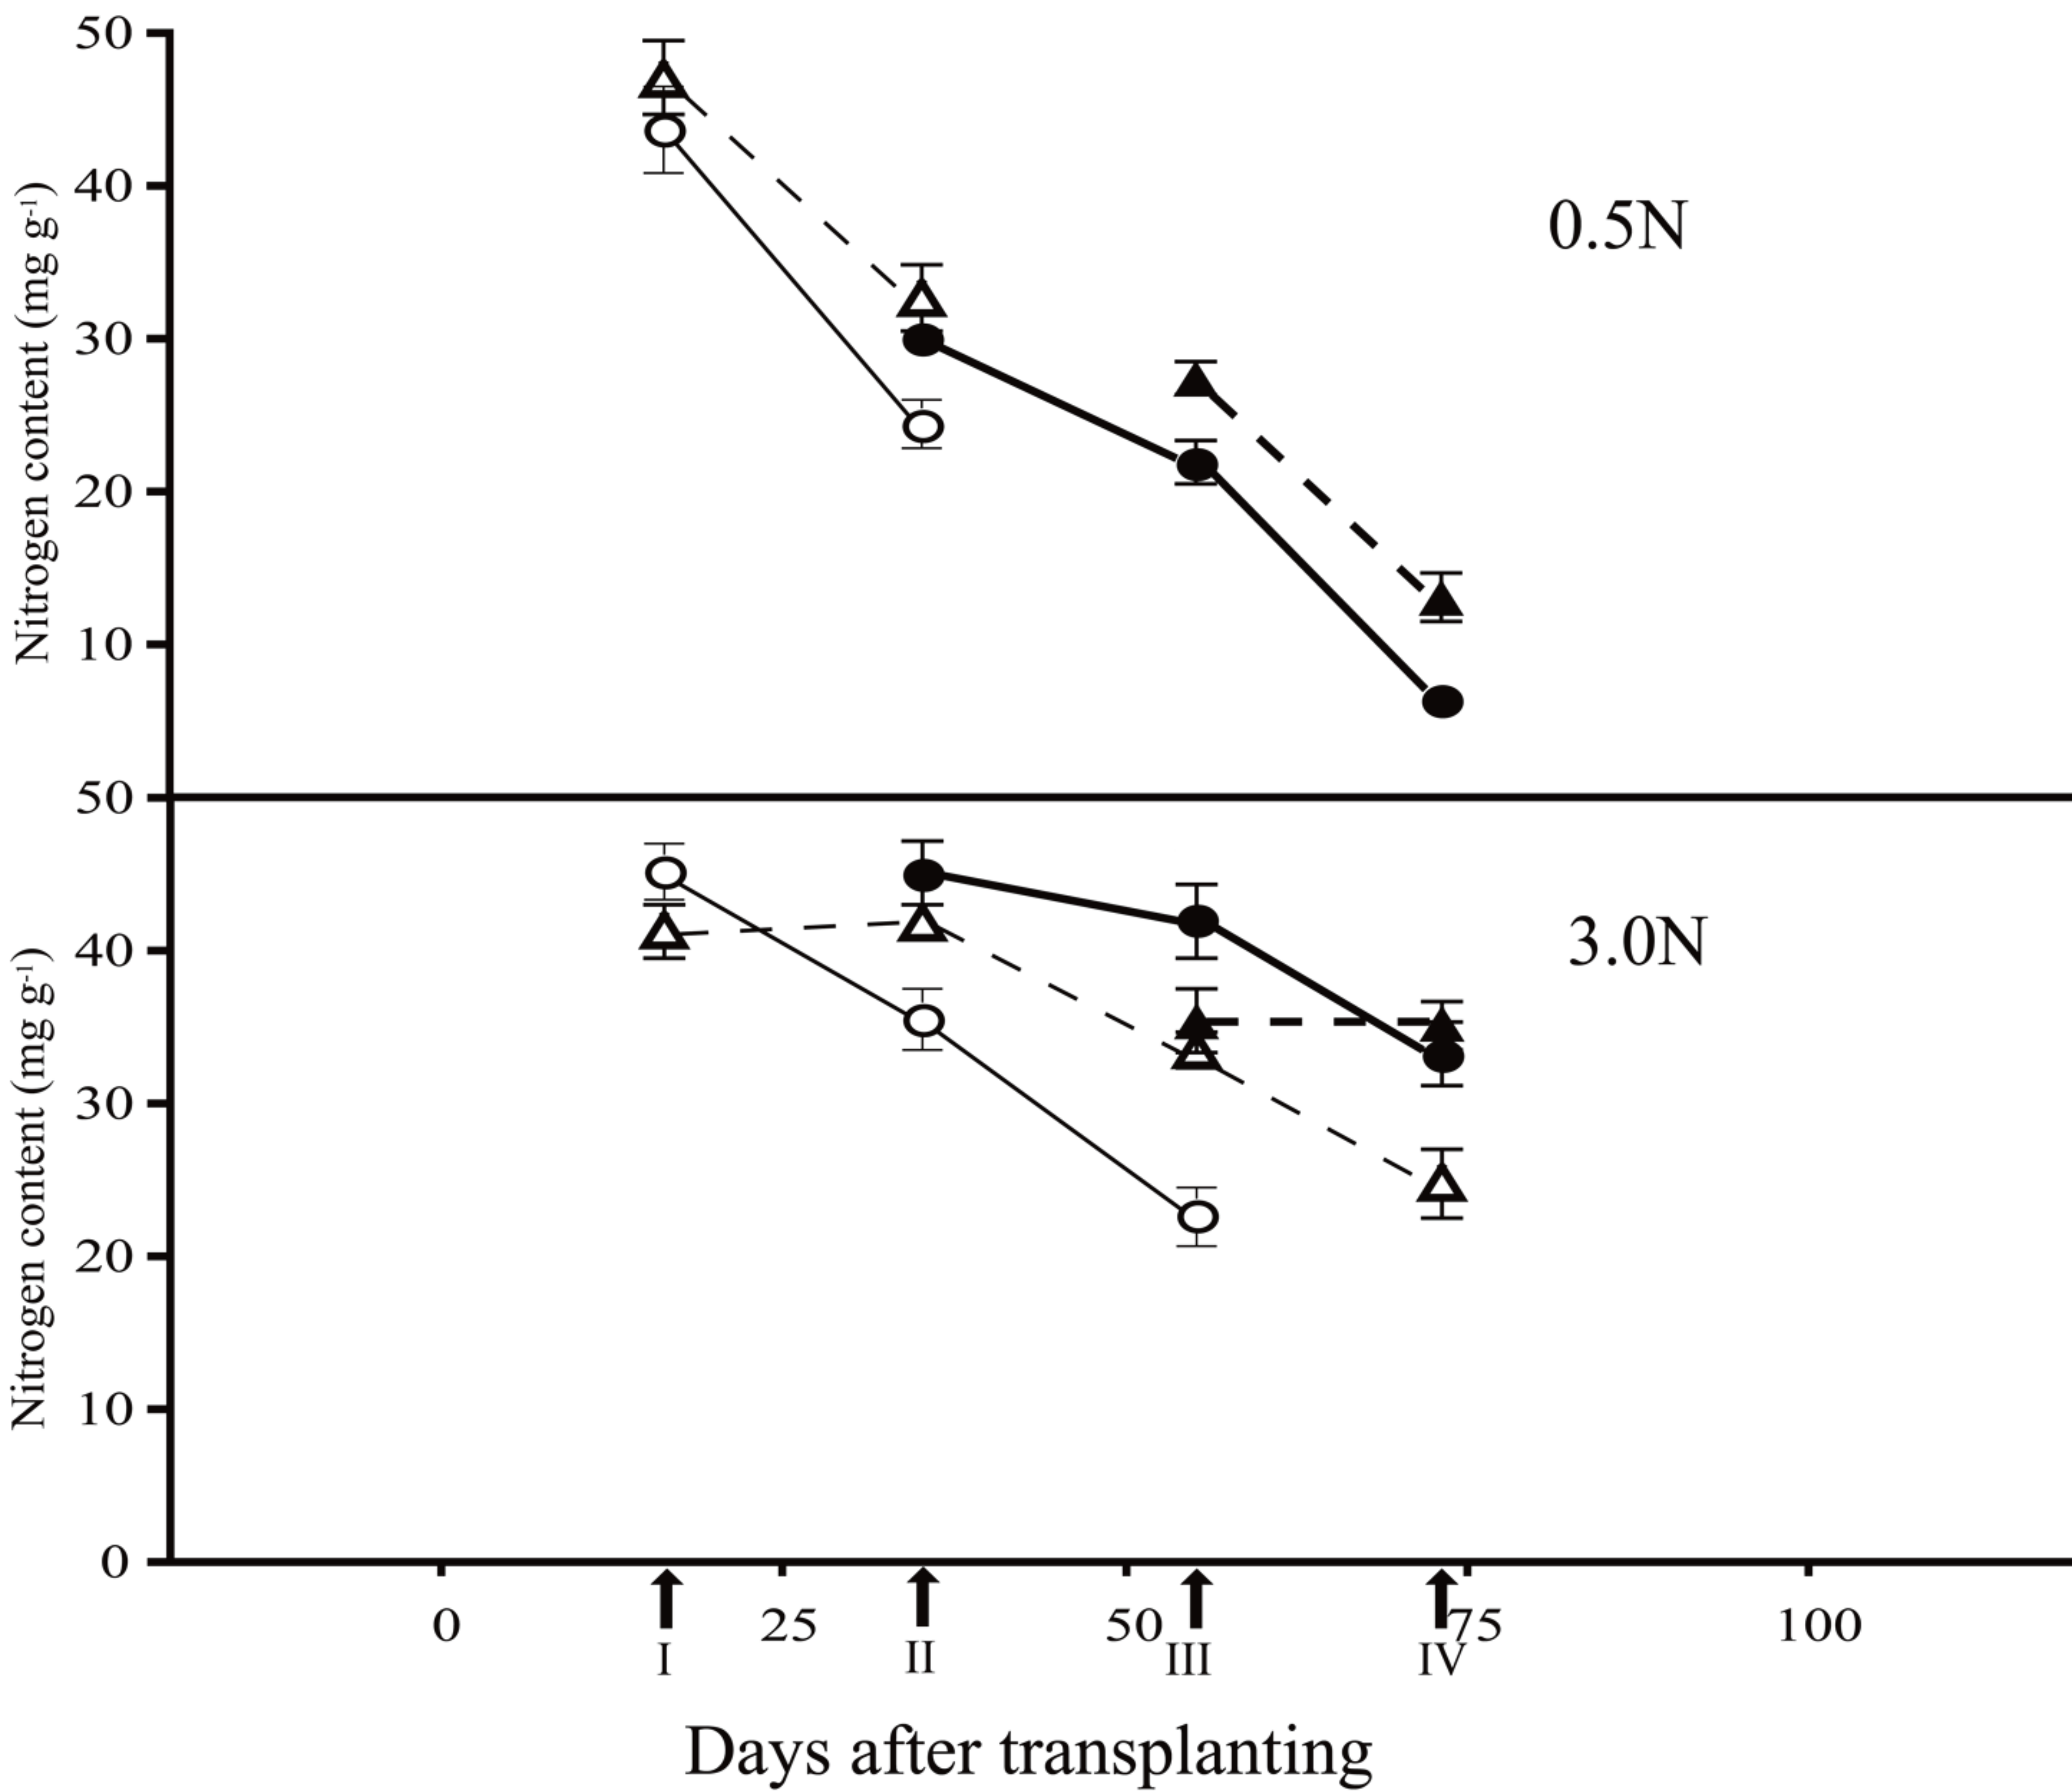 50
40
30
20
10
Nitrogen content (mg g-1)
0.5N
50
40
30
20
10
0
Nitrogen content (mg g-1)
3.0N
0 25 50 75 100
I II III IV
Days after transplanting